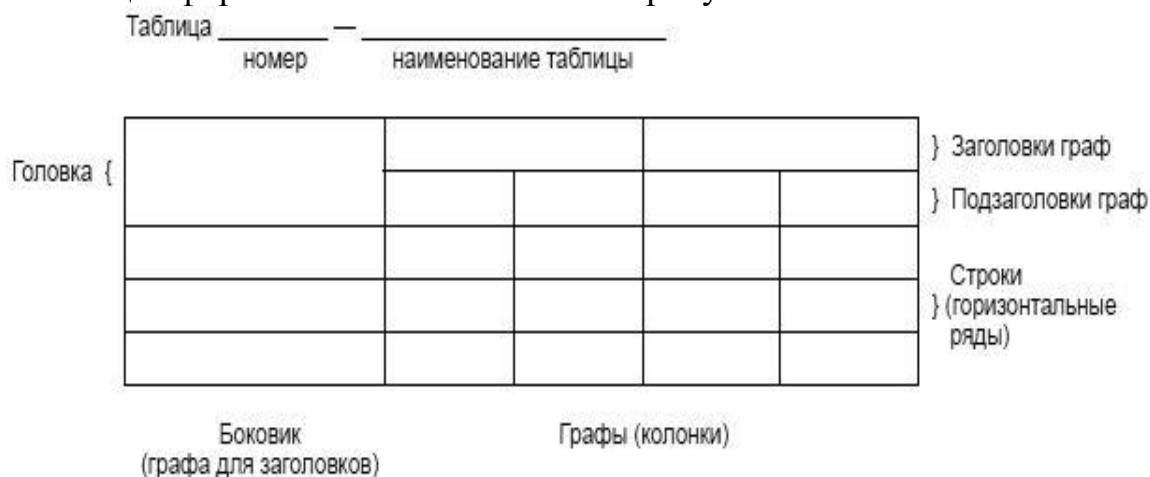 Таблица ________ — ______________________
номер наименование таблицы
Головка {
} Заголовки граф
} Подзаголовки граф
Строки
} (горизонтальные
ряды)
Боковик
(графа для заголовков)
Графы (колонки)